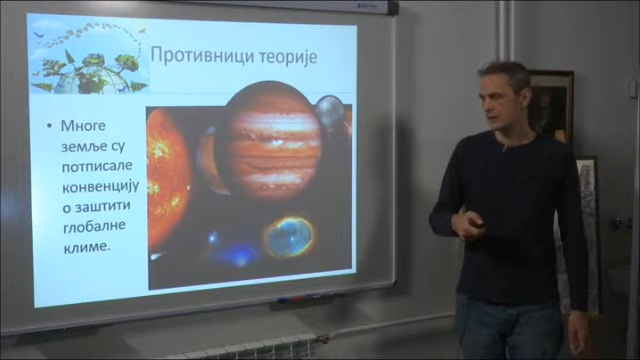 Противници теорије
• Многе
земље су
потписале
конвенцију
о заштити
глобалне
климе.